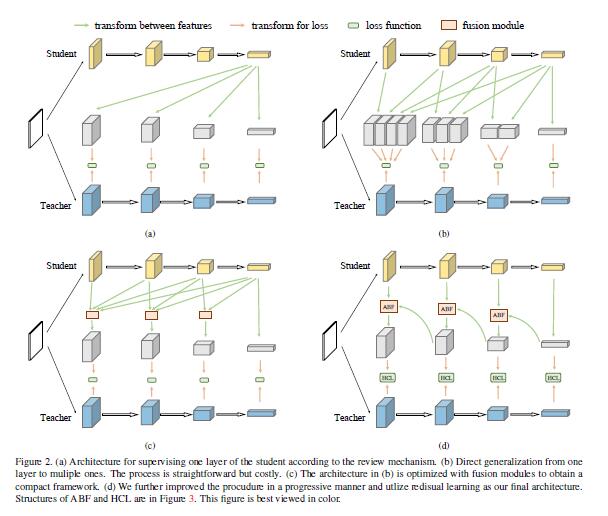 transform between features transform for loss loss function fusion module
Student
Student
Teacher
Teacher
(a)
(b)
Student
Student
ABF
ABF
ABF
HCL
HCL
HCL
HCL
Teacher
Teacher
(c)
(d)
Figure 2. (a) Architecture for supervising one layer of the student according to the review mechanism. (b) Direct generalization from one
layer to muliple ones. The process is straightforward but costly. (c) The architecture in (b) is optimized with fusion modules to obtain a
compact framework. (d) We further improved the procudure in a progressive manner and utlize redisual learning as our final architecture.
Structures of ABF and HCL are in Figure 3. This figure is best viewed in color.